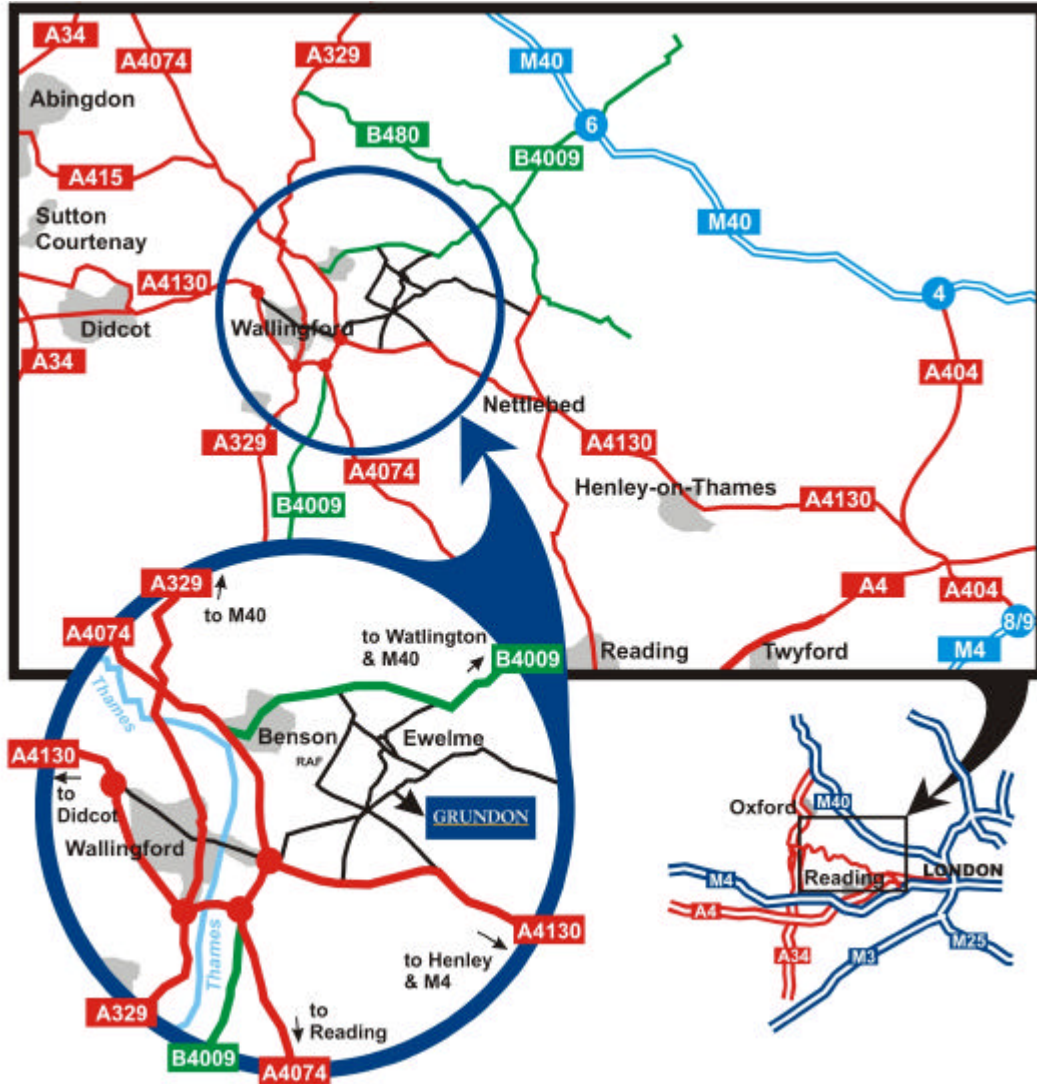 A34
A4074
A329
M40
Abingdon
6
B480
B4009
A415
Sutton
Courtenay
M40
A4130
4
Wallingford
Didcot
A34
A404
Nettlebed
A329
A4130
A4074
Henley-on-Thames
B4009
A4130
A329
to M40
A4
A404
A4074
to Watlington
& M40
8/9
Reading
Twyford
M4
B4009
Thames
Benson
Ewelme
RAF
A4130
to
Didcot
GRUNDON
Wallingford
Thames
A4130
to Henley
& M4
A329
to
Reading
B4009
A4074
Oxford
M40
LONDON
Reading
M4
A4
A34
M3
M25